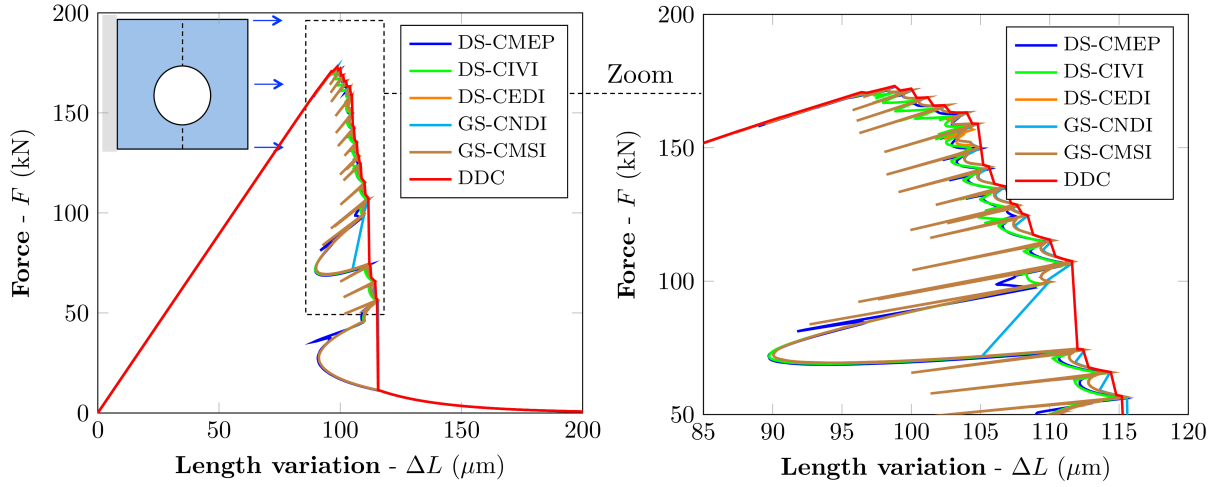 200
150
100
50
0
Force - F (kN)
0
50
100
150
200
Length variation - ΔL (μm)
DS-CMEP
DS-CIVI
DS-CEDI
GS-CNDI
GS-CMSI
DDC
Zoom
200
150
100
50
Force - F (kN)
85
90
95
100
105
110
115
120
Length variation - ΔL (μm)
DS-CMEP
DS-CIVI
DS-CEDI
GS-CNDI
GS-CMSI
DDC